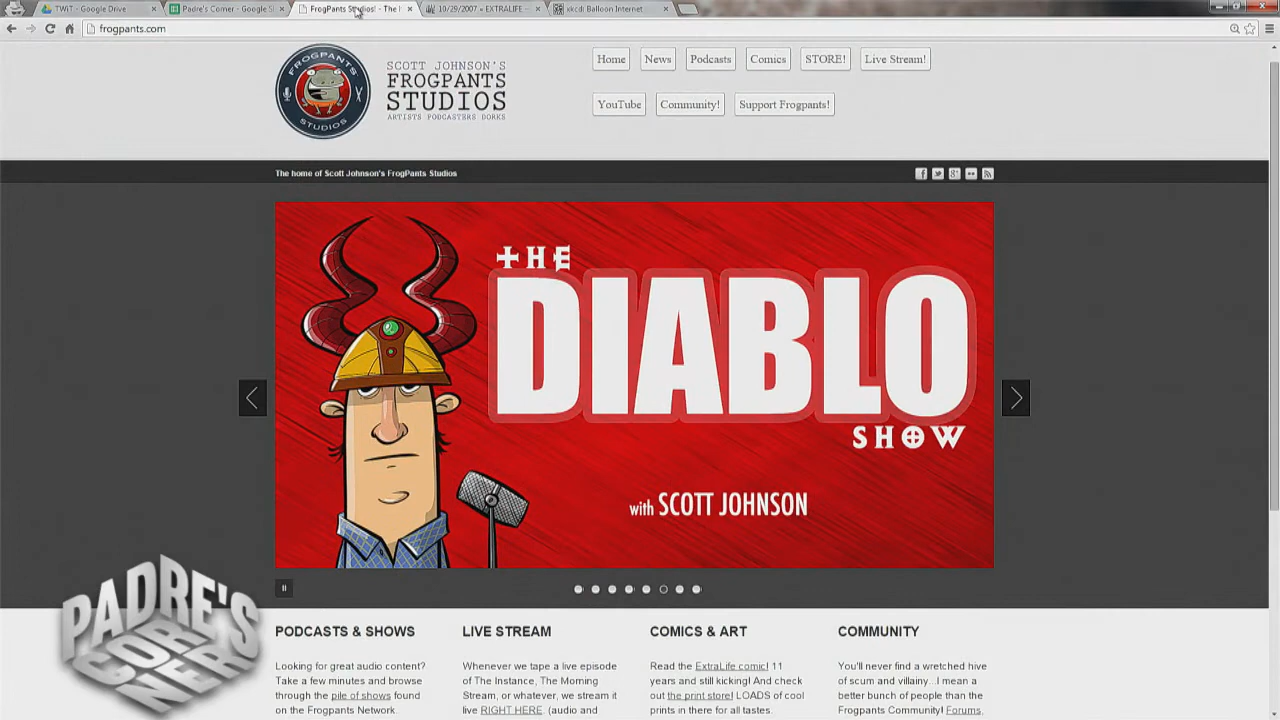 TWiT - Google Drive
Padre's Corner - Google S
FrogPants Studios! - The
10/29/2007 « EXTRALIFE –
xkcd: Balloon Internet
frogpants.com
FROGPANTS
STUDIOS
SCOTT JOHNSON'S
FROGPANTS
STUDIOS
ARTISTS PODCASTERS DORKS
Home
News
Podcasts
Comics
STORE!
Live Stream!
YouTube
Community!
Support Frogpants!
The home of Scott Johnson's FrogPants Studios
THE
DIABLO
SHOW
with SCOTT JOHNSON
PADRE'S
CORNER
PODCASTS & SHOWS
Looking for great audio content?
Take a few minutes and browse
through the pile of shows found
on the Frogpants Network.
LIVE STREAM
Whenever we tape a live episode
of The Instance, The Morning
Stream, or whatever, we stream it
live RIGHT HERE. (audio and
COMICS & ART
Read the ExtraLife comic! 11
years and still kicking! And check
out the print store! LOADS of cool
prints in there for all tastes.
COMMUNITY
You'll never find a wretched hive
of scum and villainy...I mean a
better bunch of people than the
Frogpants Community! Forums,